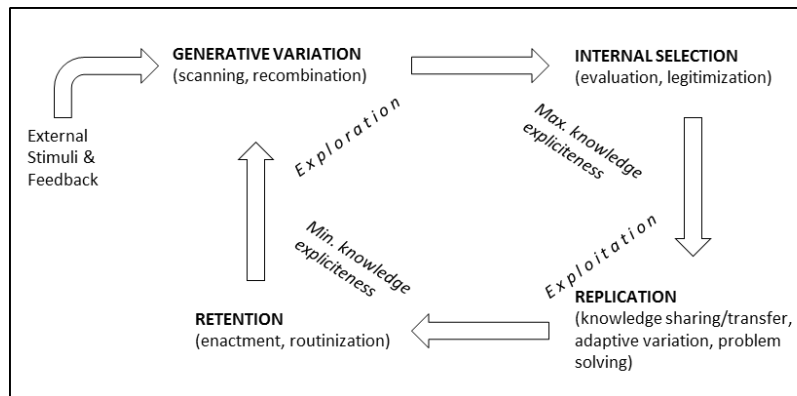 GENERATIVE VARIATION
(scanning, recombination)
INTERNAL SELECTION
(evaluation, legitimization)
External
Stimuli &
Feedback
Exploration
Max. knowledge
expliciteness
Min. knowledge
expliciteness
Exploitation
RETENTION
(enactment, routinization)
REPLICATION
(knowledge sharing/transfer,
adaptive variation, problem
solving)